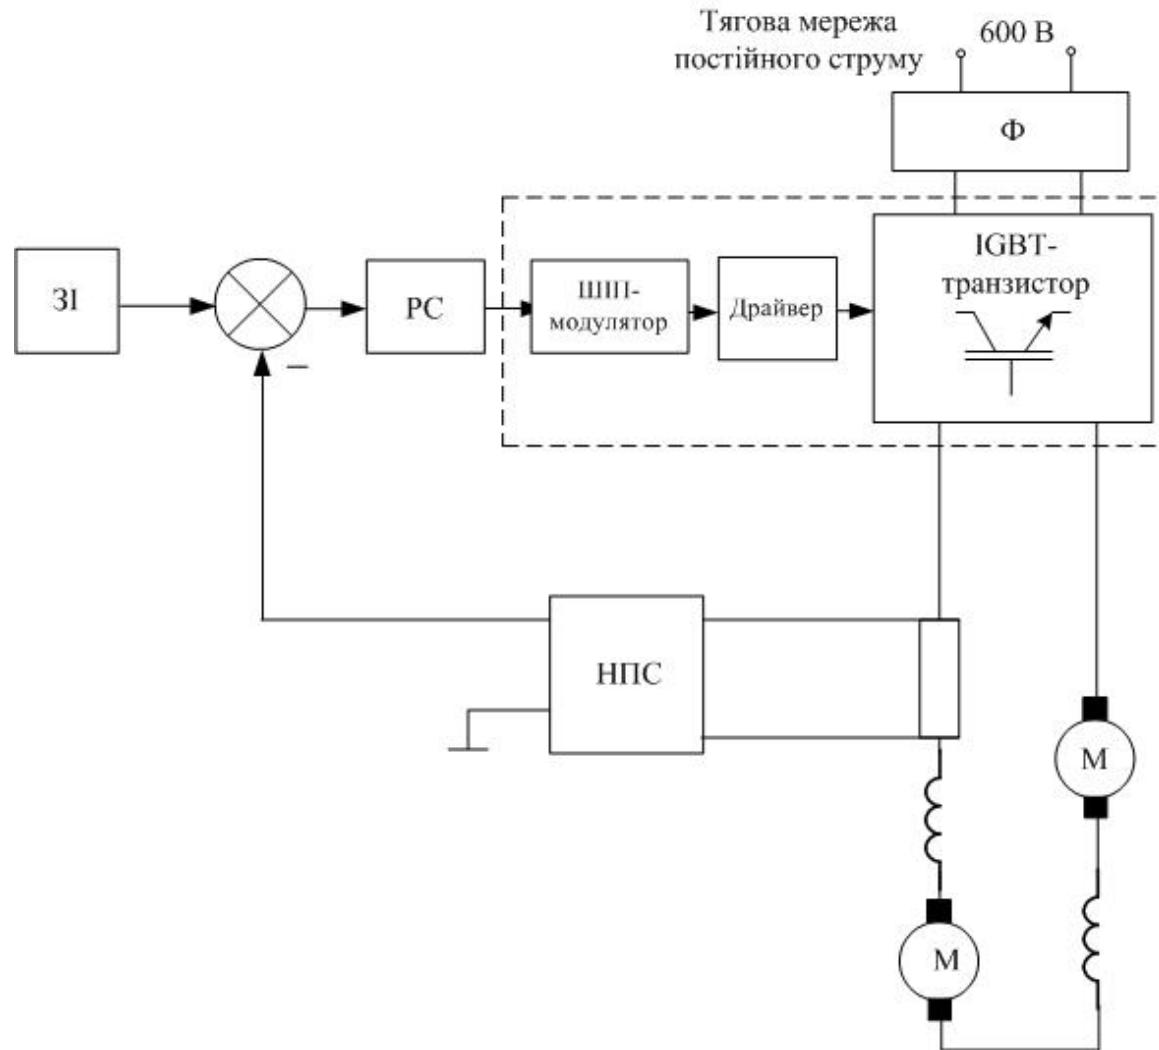 Тягова мережа
постійного струму
600 В
Ф
ЗІ
РС
ШІП-
модулятор
Драйвер
IGBT-
транзистор
–
НПС
М
М